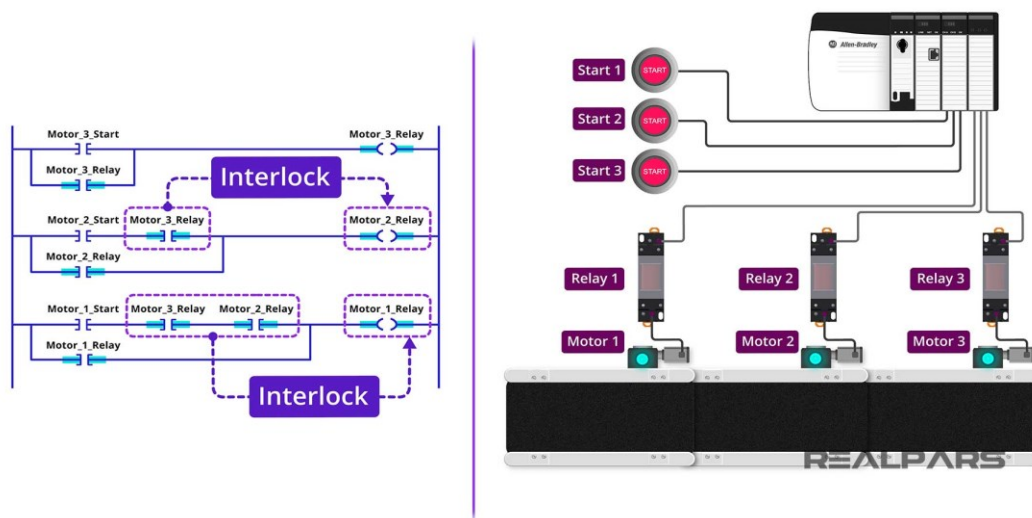 Motor_3_Start
Motor_3_Relay
Motor_3_Relay
Interlock
Motor_2_Start
Motor_3_Relay
Motor_2_Relay
Motor_2_Relay
Motor_1_Start
Motor_3_Relay
Motor_2_Relay
Motor_1_Relay
Motor_1_Relay
Interlock
Allen-Bradley
Start 1
START
Start 2
START
Start 3
START
Relay 1
Relay 2
Relay 3
Motor 1
Motor 2
Motor 3
REALPARS